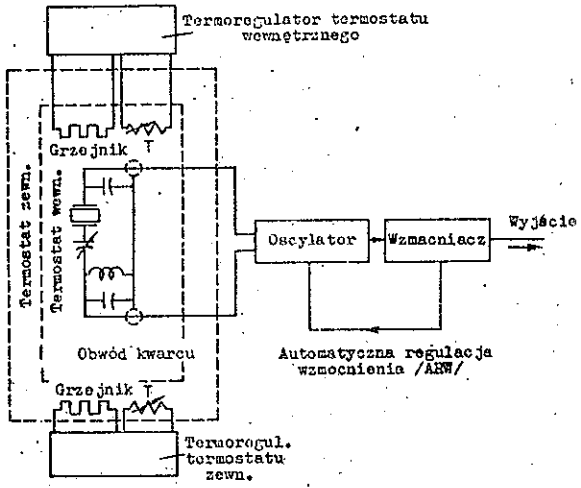 Termoregulator termostatu
wewnętrznego
Grzejnik T
Termostat zewn.
Termostat wewn.
Oscylator
Wzmacniacz
Wyjście
Obwód kwarcu
Automatyczna regulacja
wzmocnienia /ARW/
Grzejnik T
Termoregul.
termostatu
zewn.